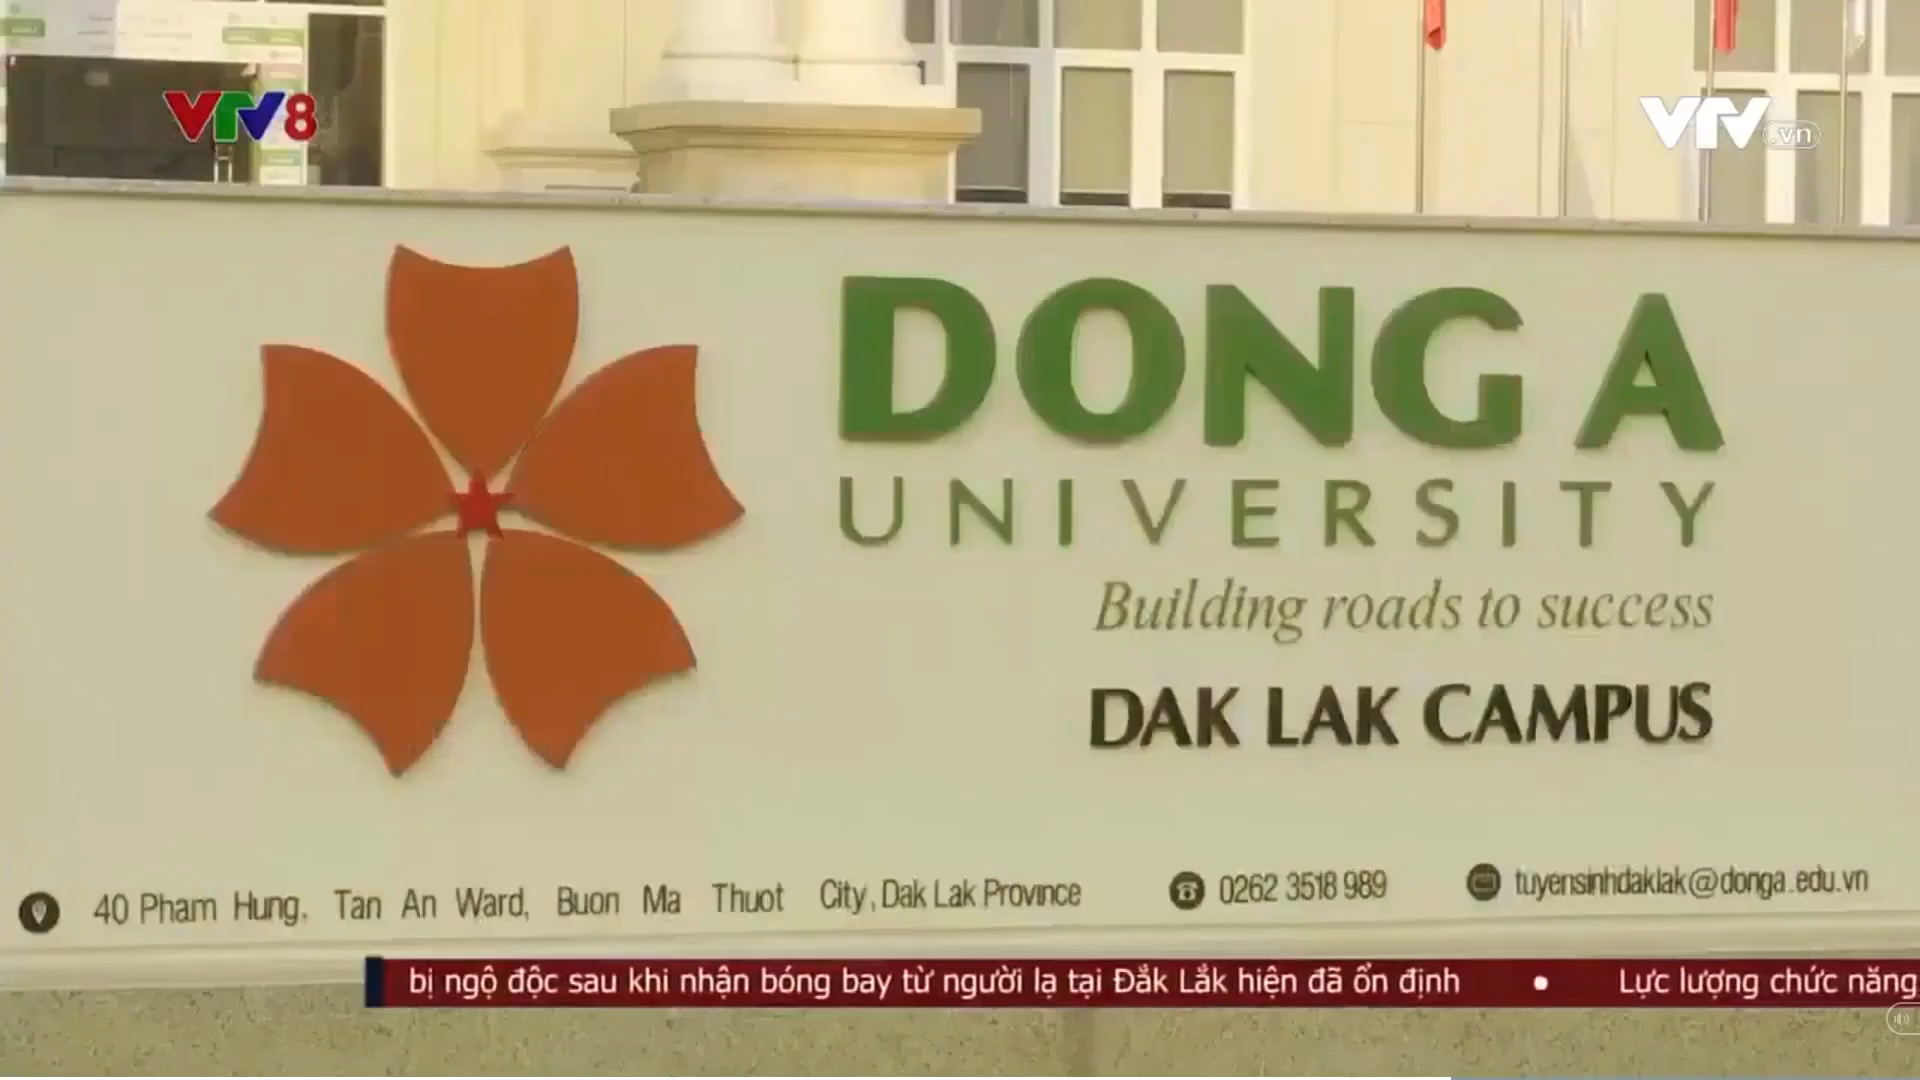 VTV8
VTV.vn
DONG A
UNIVERSITY
Building roads to success
DAK LAK CAMPUS
40 Pham Hung, Tan An Ward, Buon Ma Thuot City, Dak Lak Province
0262 3518 989
tuyensinhdaklak@donga.edu.vn
bị ngộ độc sau khi nhận bóng bay từ người lạ tại Đắk Lắk hiện đã ổn định • Lực lượng chức năng